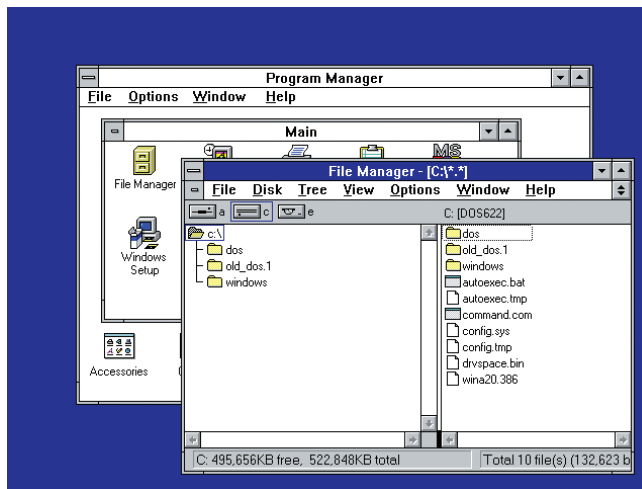 Program Manager
File Options Window Help
Main
MS
File Manager
Windows
Setup
Accessories
File Manager - [C:\*.*]
File Disk Tree View Options Window Help
a c e C: [DOS622]
c:\
dos
old_dos.1
windows
dos
old_dos.1
windows
autoexec.bat
autoexec.tmp
command.com
config.sys
config.tmp
drvspace.bin
wina20.386
C: 495,656KB free, 522,848KB total Total 10 file(s) (132,623 b